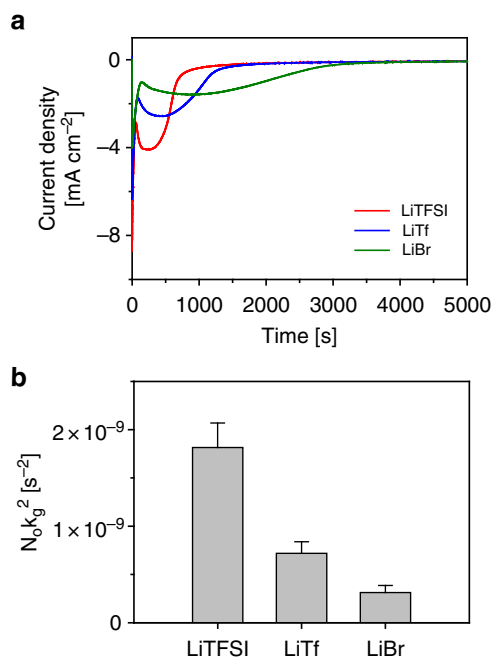 a
Current density
[mA cm⁻²]
0
−4
−8
LiTFSI
LiTf
LiBr
0 1000 2000 3000 4000 5000
Time [s]
b
Nₒk₉² [s⁻²]
2 × 10⁻⁹
1 × 10⁻⁹
0
LiTFSI LiTf LiBr